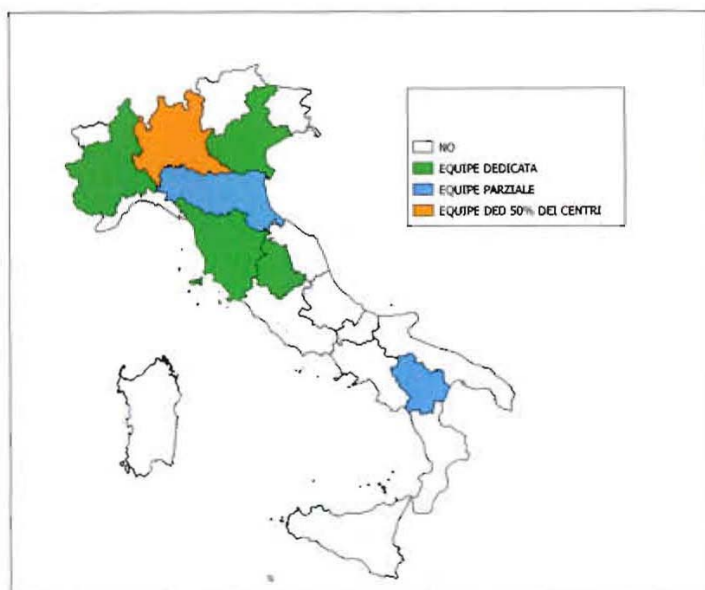 NO
EQUIPE DEDICATA
EQUIPE PARZIALE
EQUIPE DED 50% DEI CENTRI